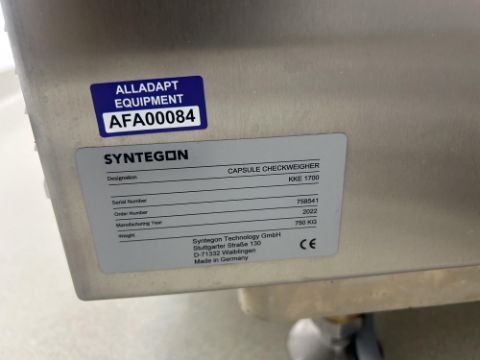 ALLADAPT
EQUIPMENT
AFA00084
SYNTEGON
Designation CAPSULE CHECKWEIGHER
KKE 1700
Serial Number
Order Number 758541
Manufacturing Year 2022
Weight 750 KG
Syntegon Technology GmbH
Stuttgarter Straße 130
D-71332 Waiblingen
Made in Germany
CE